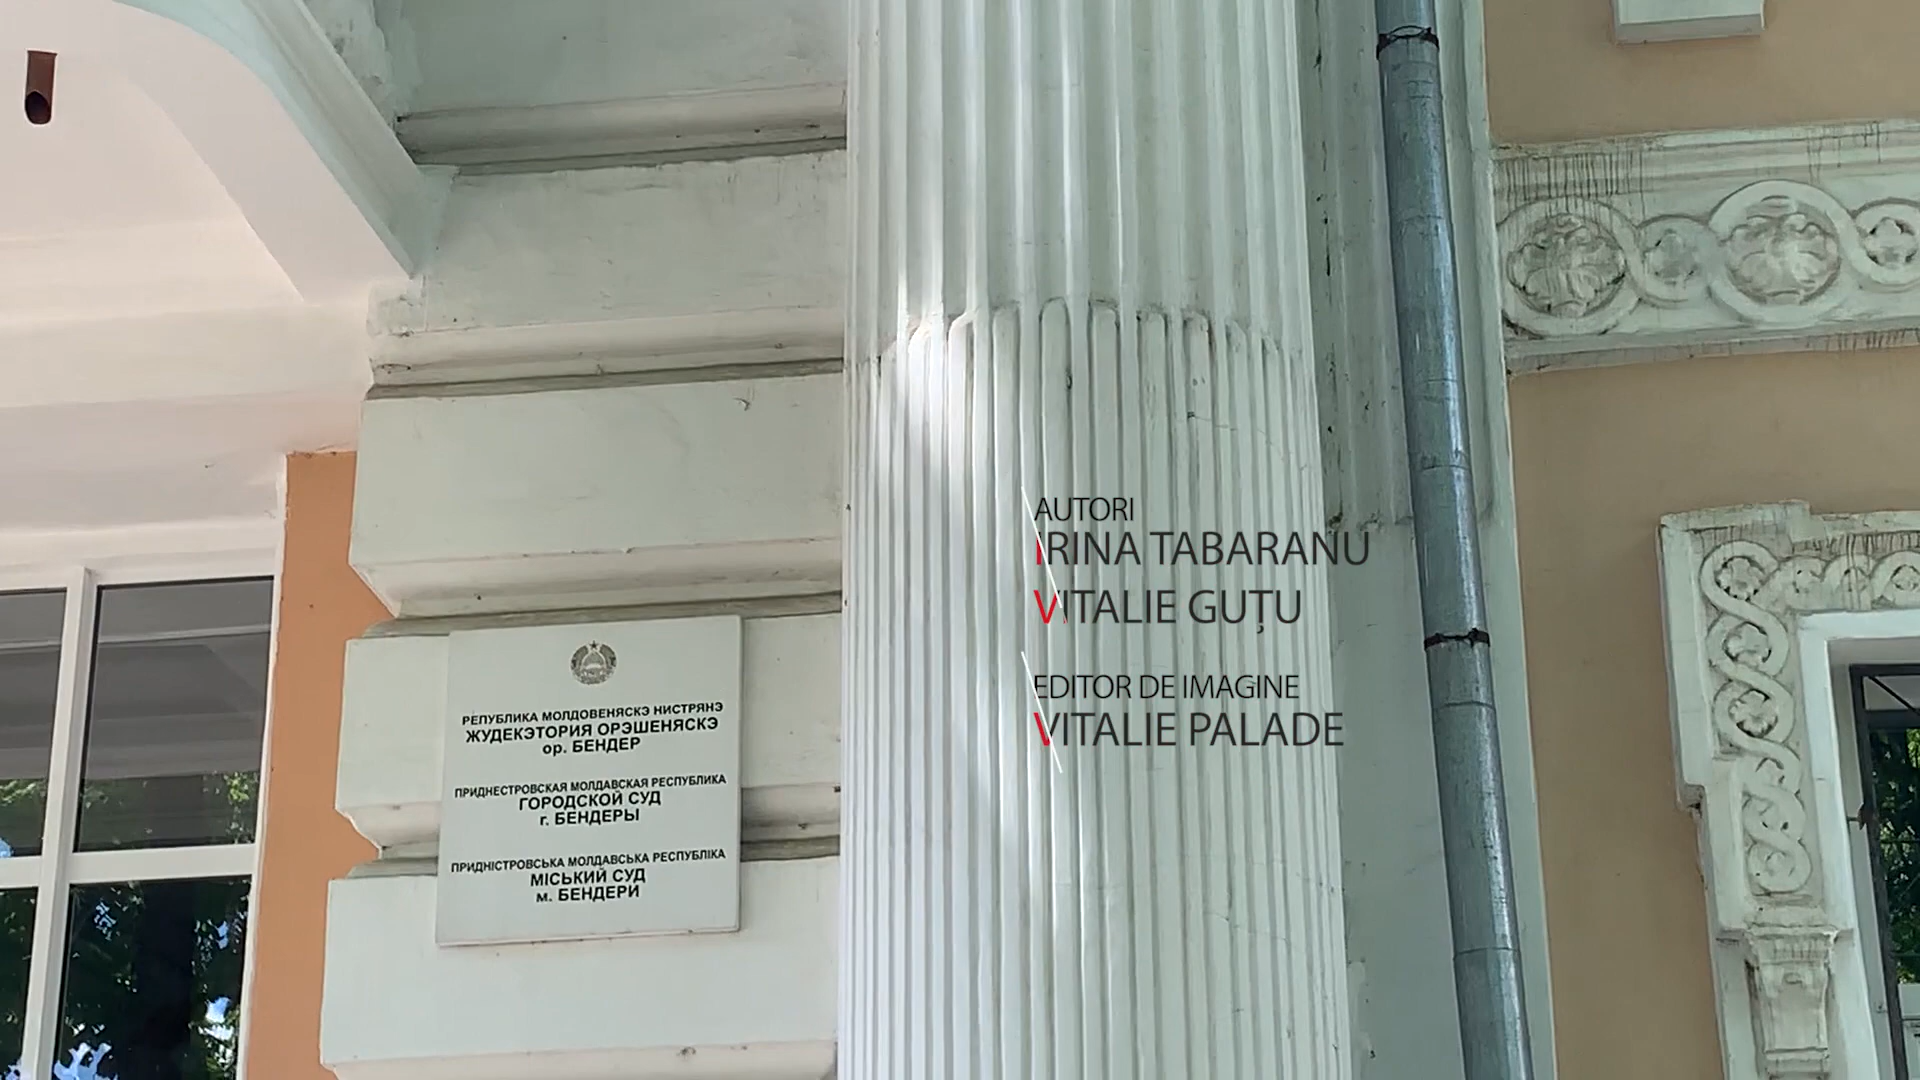 РЕПУБЛИКА МОЛДОВЕНЯСКЭ НИСТРЯНЭ
ЖУДЕКЭТОРИЯ ОРЭШЕНЯСКЭ
ор. БЕНДЕР
ПРИДНЕСТРОВСКАЯ МОЛДАВСКАЯ РЕСПУБЛИКА
ГОРОДСКОЙ СУД
г. БЕНДЕРЫ
ПРИДНІСТРОВСЬКА МОЛДАВСЬКА РЕСПУБЛІКА
МІСЬКИЙ СУД
м. БЕНДЕРИ
AUTORI
IRINA TABARANU
VITALIE GUȚU
EDITOR DE IMAGINE
VITALIE PALADE